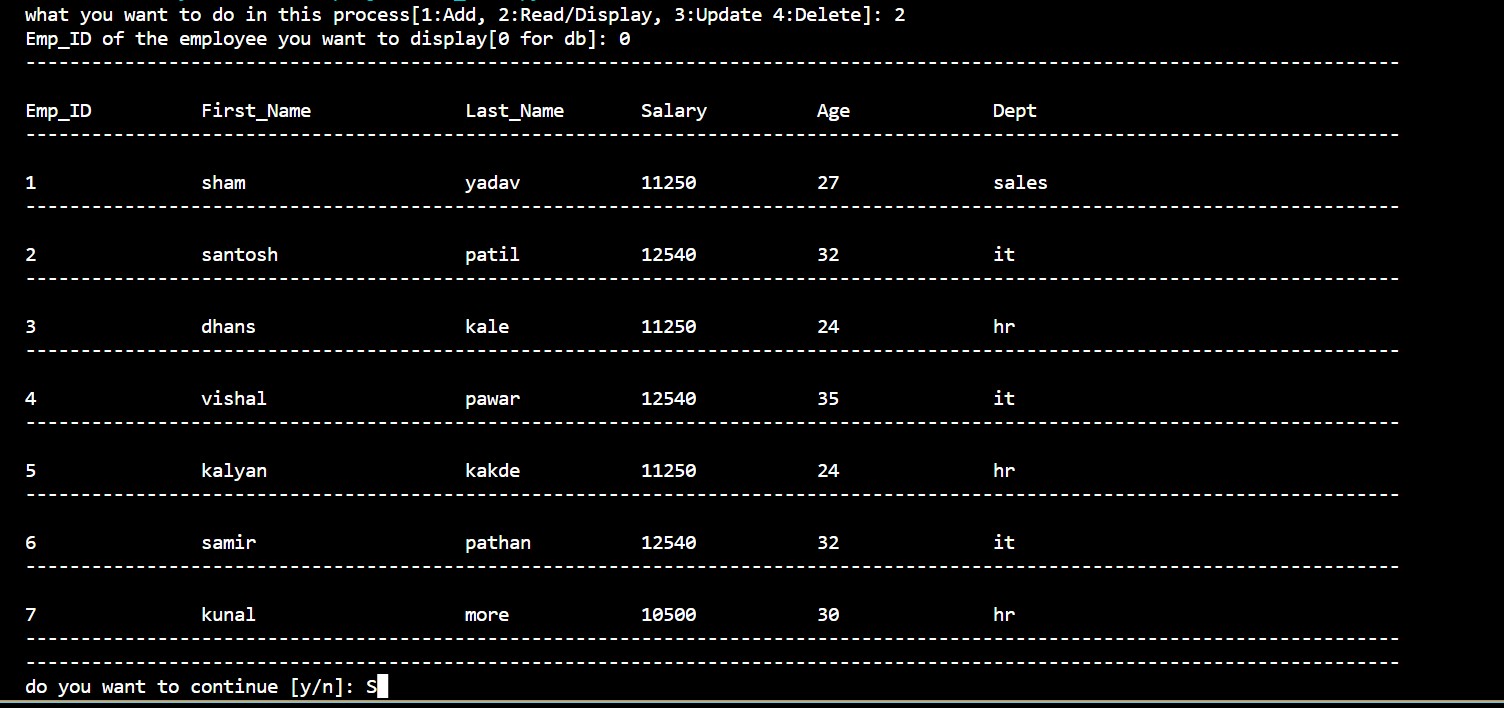 what you want to do in this process[1:Add, 2:Read/Display, 3:Update 4:Delete]: 2
Emp_ID of the employee you want to display[0 for db]: 0
-----------------------------------------------------------------------------------------------------------------------------
Emp_ID First_Name Last_Name Salary Age Dept
-----------------------------------------------------------------------------------------------------------------------------
1 sham yadav 11250 27 sales
-----------------------------------------------------------------------------------------------------------------------------
2 santosh patil 12540 32 it
-----------------------------------------------------------------------------------------------------------------------------
3 dhans kale 11250 24 hr
-----------------------------------------------------------------------------------------------------------------------------
4 vishal pawar 12540 35 it
-----------------------------------------------------------------------------------------------------------------------------
5 kalyan kakde 11250 24 hr
-----------------------------------------------------------------------------------------------------------------------------
6 samir pathan 12540 32 it
-----------------------------------------------------------------------------------------------------------------------------
7 kunal more 10500 30 hr
-----------------------------------------------------------------------------------------------------------------------------
-----------------------------------------------------------------------------------------------------------------------------
do you want to continue [y/n]: S